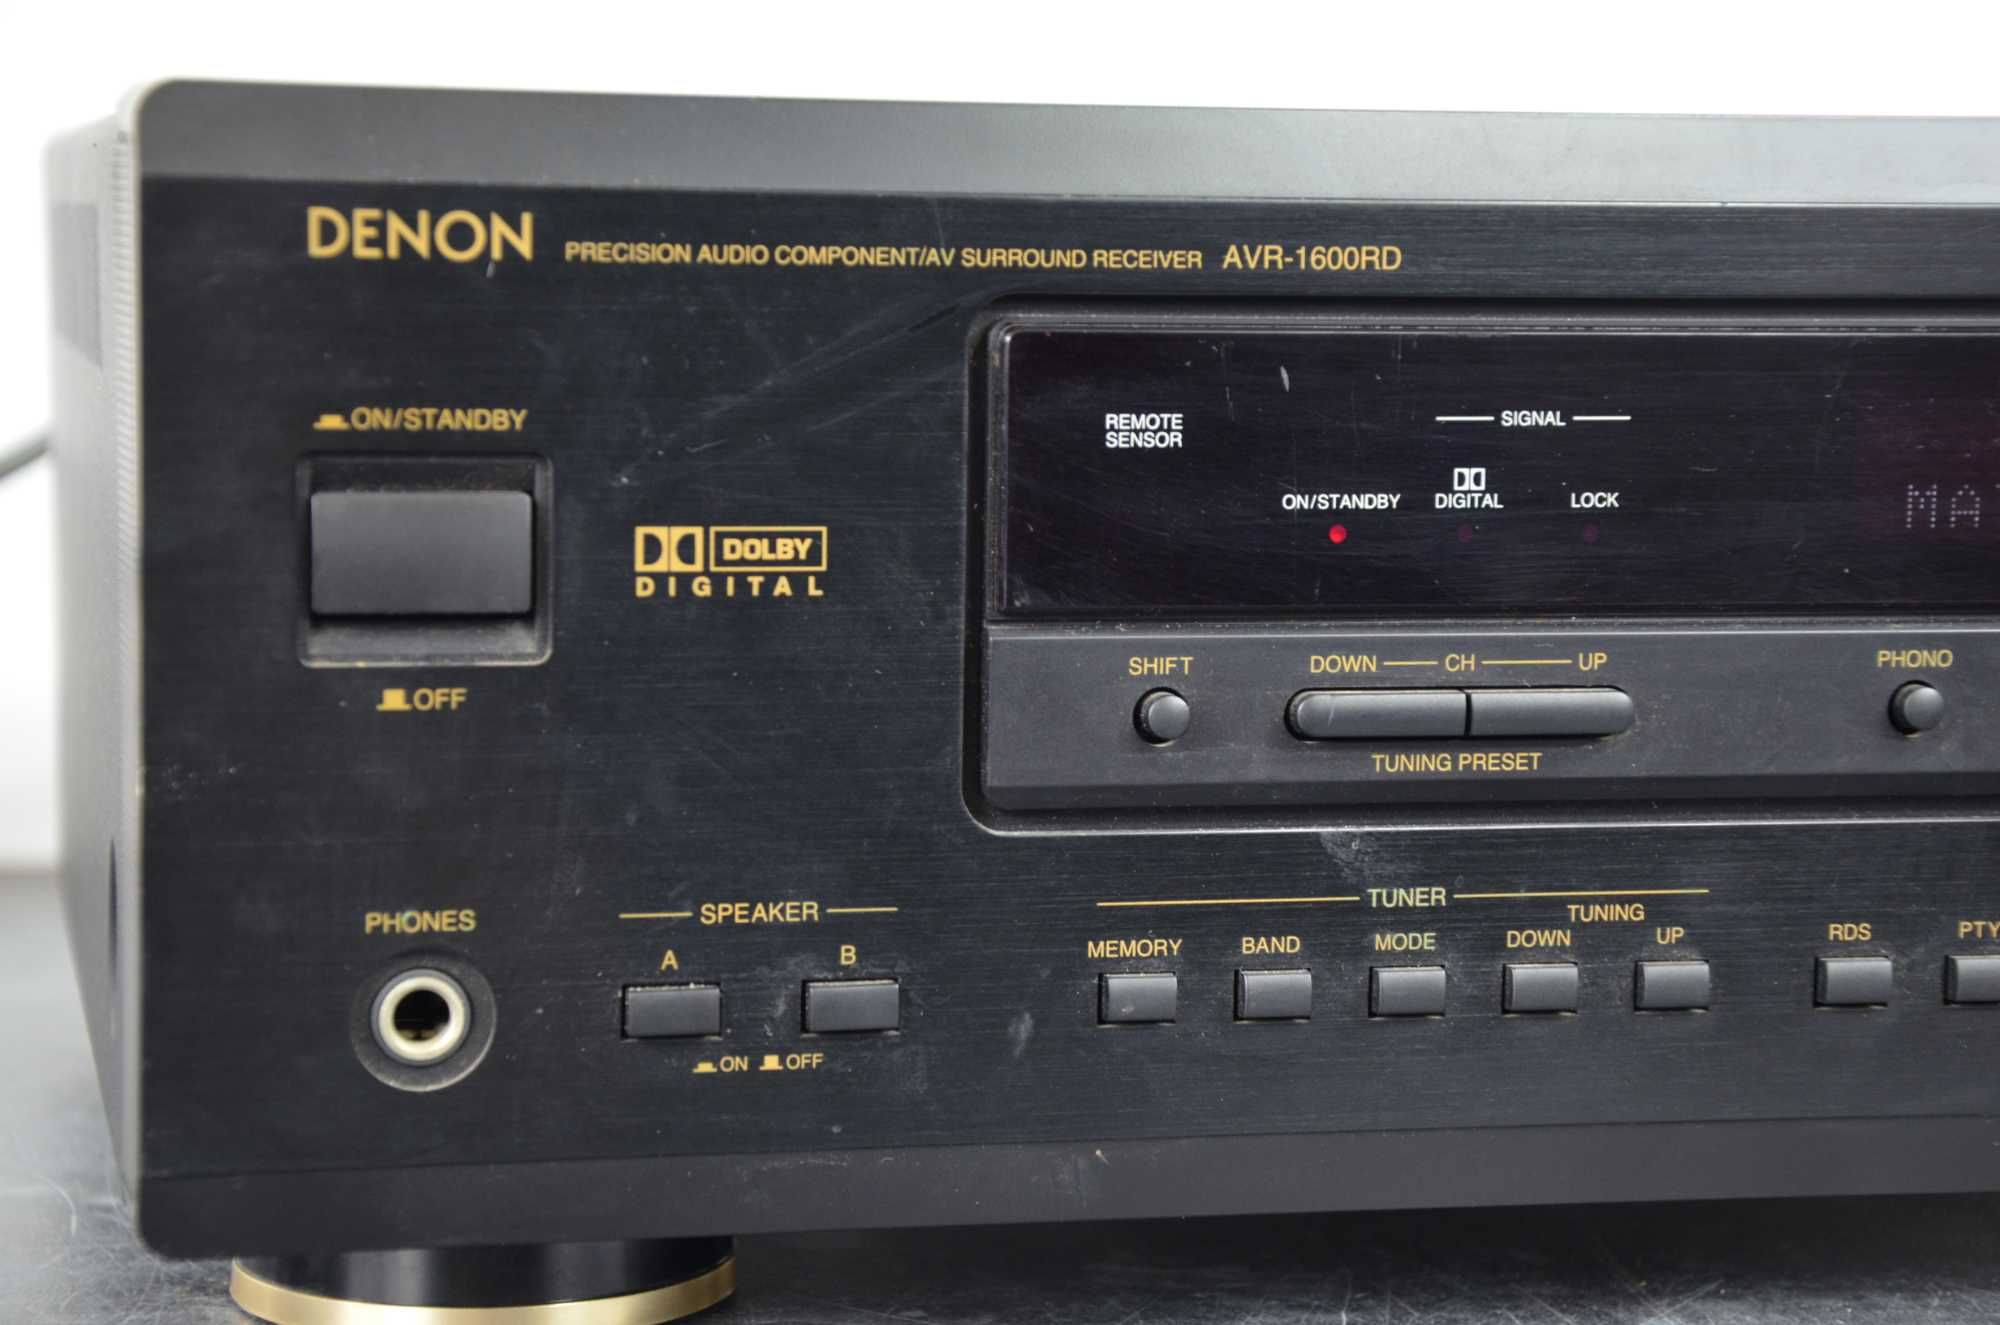 DENON PRECISION AUDIO COMPONENT/AV SURROUND RECEIVER AVR-1600RD
ON/STANDBY
OFF
DOLBY
DIGITAL
REMOTE
SENSOR
SIGNAL
ON/STANDBY DIGITAL LOCK
MA
SHIFT DOWN CH UP PHONO
TUNING PRESET
PHONES
SPEAKER
A B
ON OFF
TUNER
TUNING
MEMORY BAND MODE DOWN UP RDS PTY